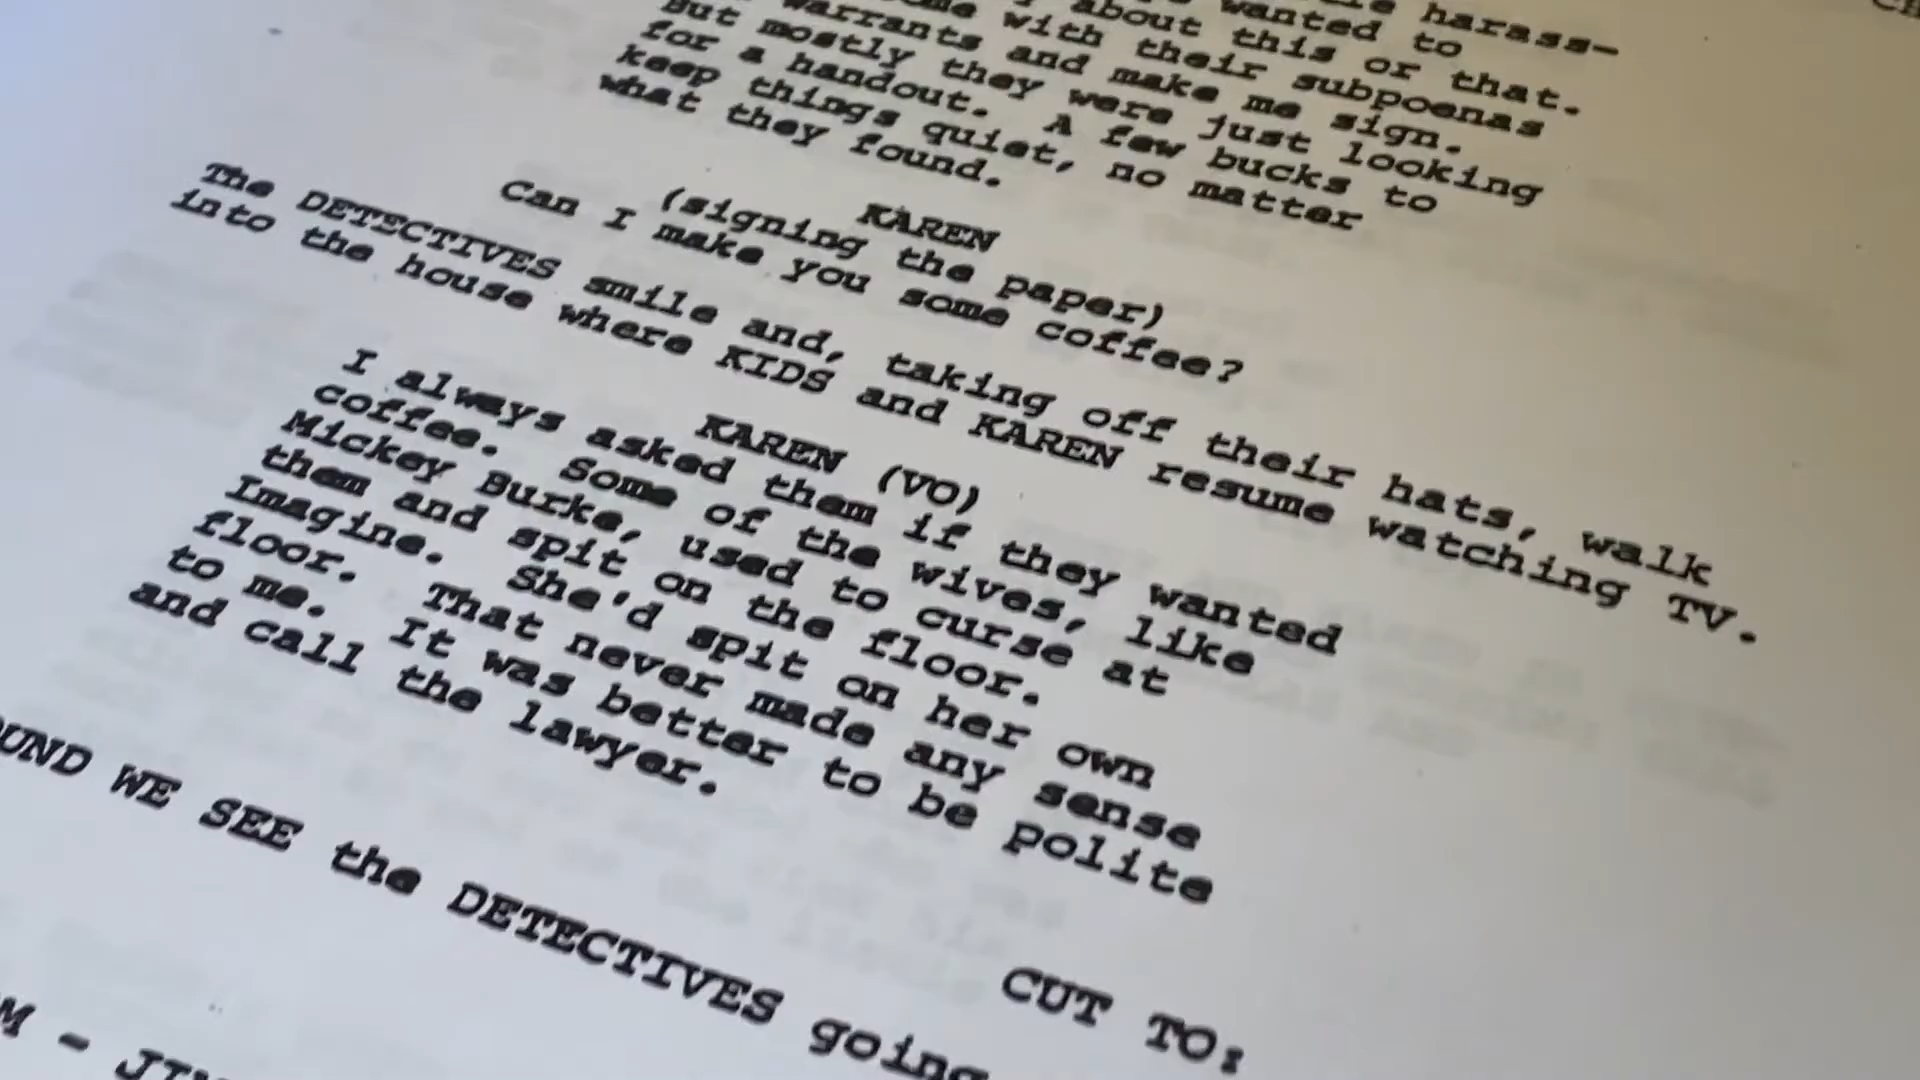 harass-
wanted to
about this or that.
with their subpoenas
warrants and make me sign.
But mostly they were just looking
for a handout. A few bucks to
keep things quiet, no matter
what they found.
KAREN
(signing the paper)
Can I make you some coffee?
The DETECTIVES smile and, taking off their hats, walk
into the house where KIDS and KAREN resume watching TV.
KAREN (VO)
I always asked them if they wanted
coffee. Some of the wives, like
Mickey Burke, used to curse at
them and spit on the floor.
Imagine. She'd spit on her own
floor. That never made any sense
to me. It was better to be polite
and call the lawyer.
WE SEE the DETECTIVES going
CUT TO: